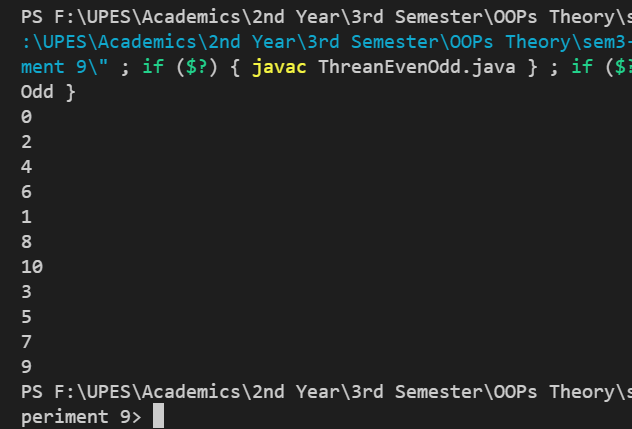 PS F:\UPES\Academics\2nd Year\3rd Semester\OOPs Theory\s
:\UPES\Academics\2nd Year\3rd Semester\OOPs Theory\sem3-
ment 9\" ; if ($?) { javac ThreanEvenOdd.java } ; if ($?
Odd }
0
2
4
6
1
8
10
3
5
7
9
PS F:\UPES\Academics\2nd Year\3rd Semester\OOPs Theory\s
periment 9>